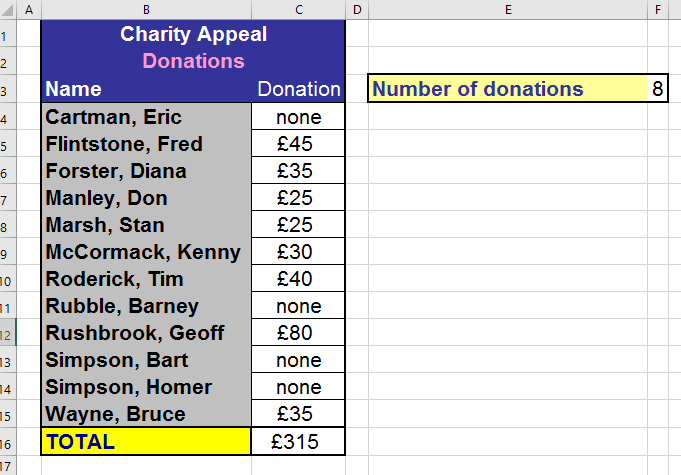 A B C D E F
1 Charity Appeal
2 Donations
3 Name Donation Number of donations 8
4 Cartman, Eric none
5 Flintstone, Fred £45
6 Forster, Diana £35
7 Manley, Don £25
8 Marsh, Stan £25
9 McCormack, Kenny £30
10 Roderick, Tim £40
11 Rubble, Barney none
12 Rushbrook, Geoff £80
13 Simpson, Bart none
14 Simpson, Homer none
15 Wayne, Bruce £35
16 TOTAL £315
17